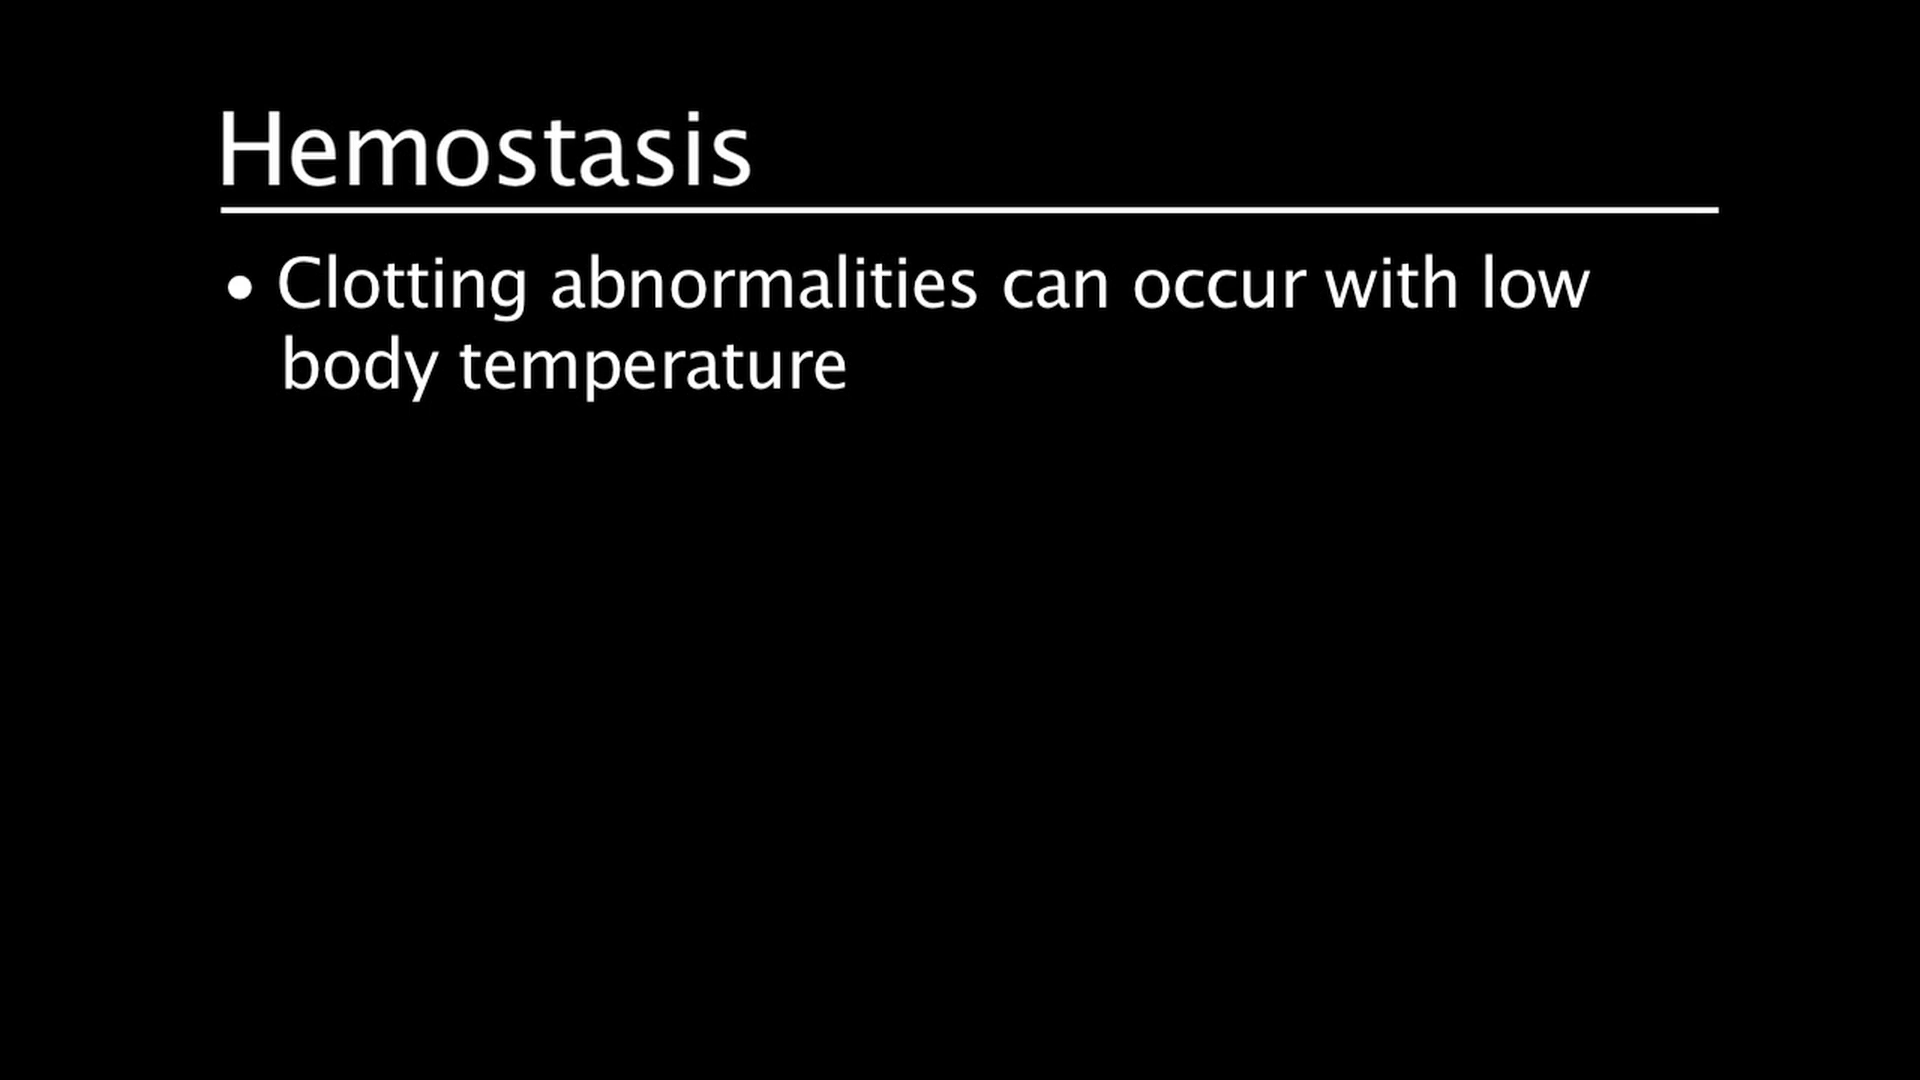 Hemostasis
• Clotting abnormalities can occur with low
body temperature